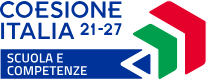 COESIONE
ITALIA 21-27
SCUOLA E
COMPETENZE